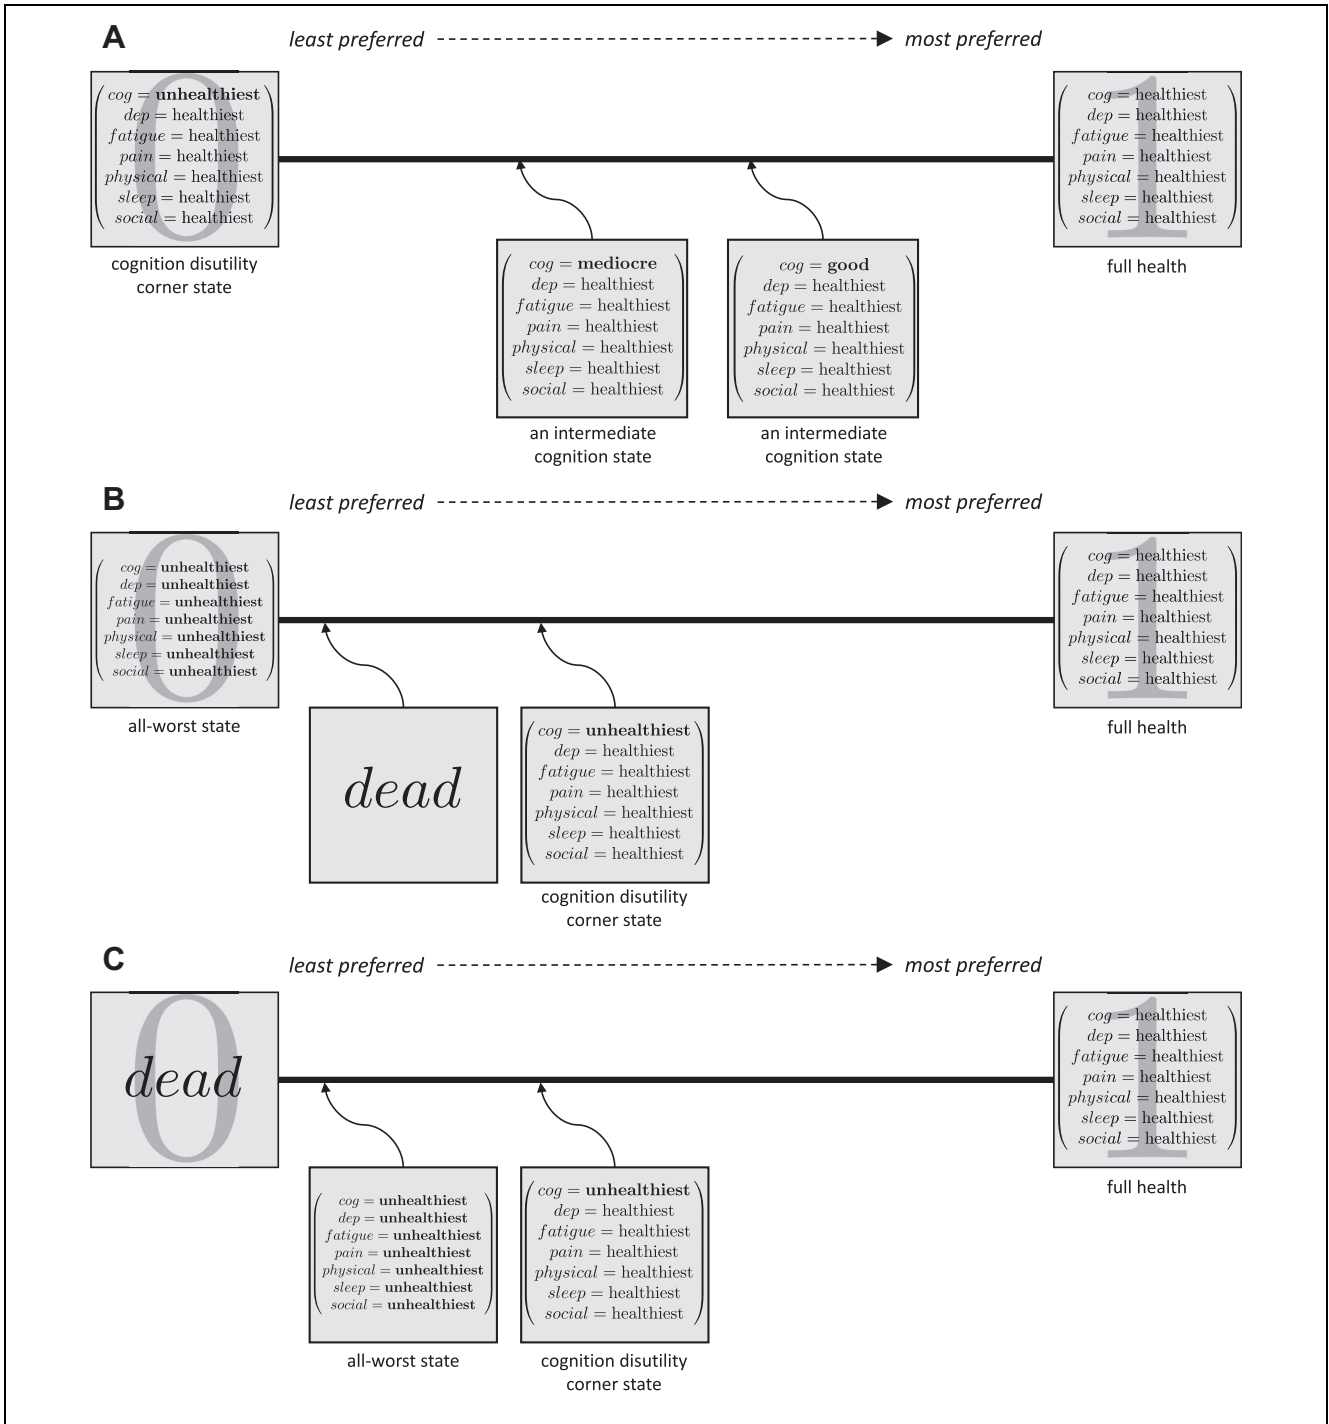 A
least preferred
most preferred
0
cog = unhealthiest
dep = healthiest
fatigue = healthiest
pain = healthiest
physical = healthiest
sleep = healthiest
social = healthiest
cognition disutility
corner state
1
cog = healthiest
dep = healthiest
fatigue = healthiest
pain = healthiest
physical = healthiest
sleep = healthiest
social = healthiest
full health
cog = mediocre
dep = healthiest
fatigue = healthiest
pain = healthiest
physical = healthiest
sleep = healthiest
social = healthiest
an intermediate
cognition state
cog = good
dep = healthiest
fatigue = healthiest
pain = healthiest
physical = healthiest
sleep = healthiest
social = healthiest
an intermediate
cognition state
B
least preferred
most preferred
0
cog = unhealthiest
dep = unhealthiest
fatigue = unhealthiest
pain = unhealthiest
physical = unhealthiest
sleep = unhealthiest
social = unhealthiest
all-worst state
1
cog = healthiest
dep = healthiest
fatigue = healthiest
pain = healthiest
physical = healthiest
sleep = healthiest
social = healthiest
full health
dead
cog = unhealthiest
dep = healthiest
fatigue = healthiest
pain = healthiest
physical = healthiest
sleep = healthiest
social = healthiest
cognition disutility
corner state
C
least preferred
most preferred
0
dead
1
cog = healthiest
dep = healthiest
fatigue = healthiest
pain = healthiest
physical = healthiest
sleep = healthiest
social = healthiest
full health
cog = unhealthiest
dep = unhealthiest
fatigue = unhealthiest
pain = unhealthiest
physical = unhealthiest
sleep = unhealthiest
social = unhealthiest
all-worst state
cog = unhealthiest
dep = healthiest
fatigue = healthiest
pain = healthiest
physical = healthiest
sleep = healthiest
social = healthiest
cognition disutility
corner state